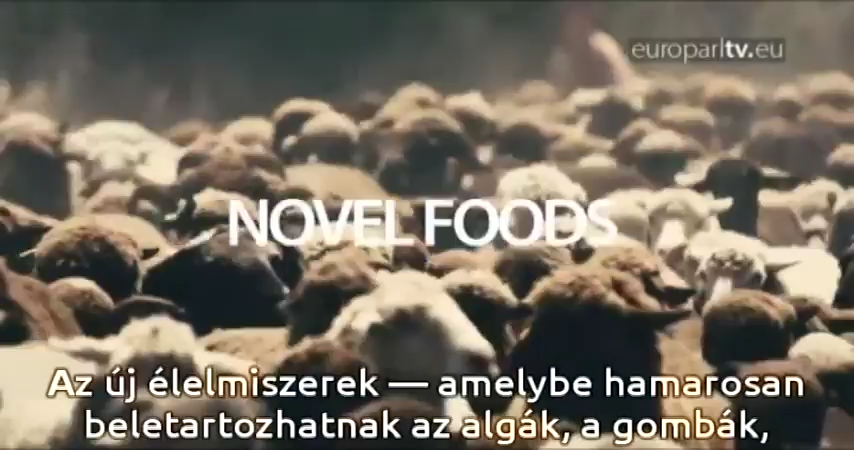 europarltv.eu
NOVEL FOODS
Az új élelmiszerek — amelybe hamarosan
beletartozhatnak az algák, a gombák,